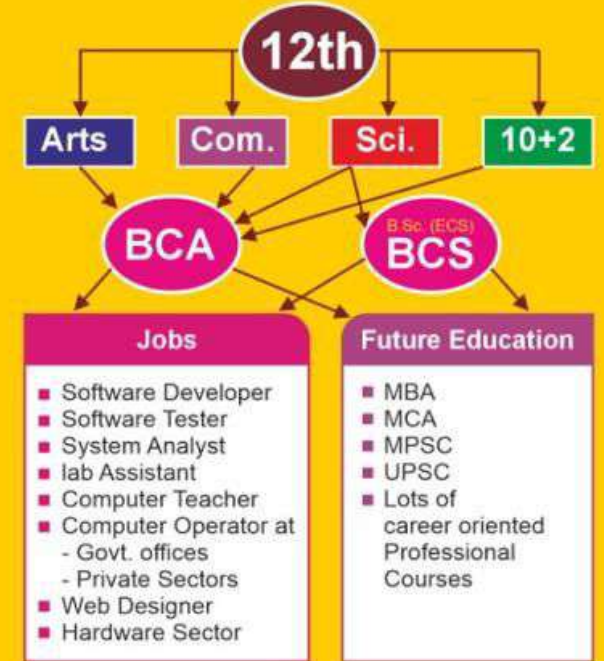 12th
Arts
Com.
Sci.
10+2
BCA
B.Sc. (ECS)
BCS
Jobs
■ Software Developer
■ Software Tester
■ System Analyst
■ lab Assistant
■ Computer Teacher
■ Computer Operator at
- Govt. offices
- Private Sectors
■ Web Designer
■ Hardware Sector
Future Education
■ MBA
■ MCA
■ MPSC
■ UPSC
■ Lots of
career oriented
Professional
Courses